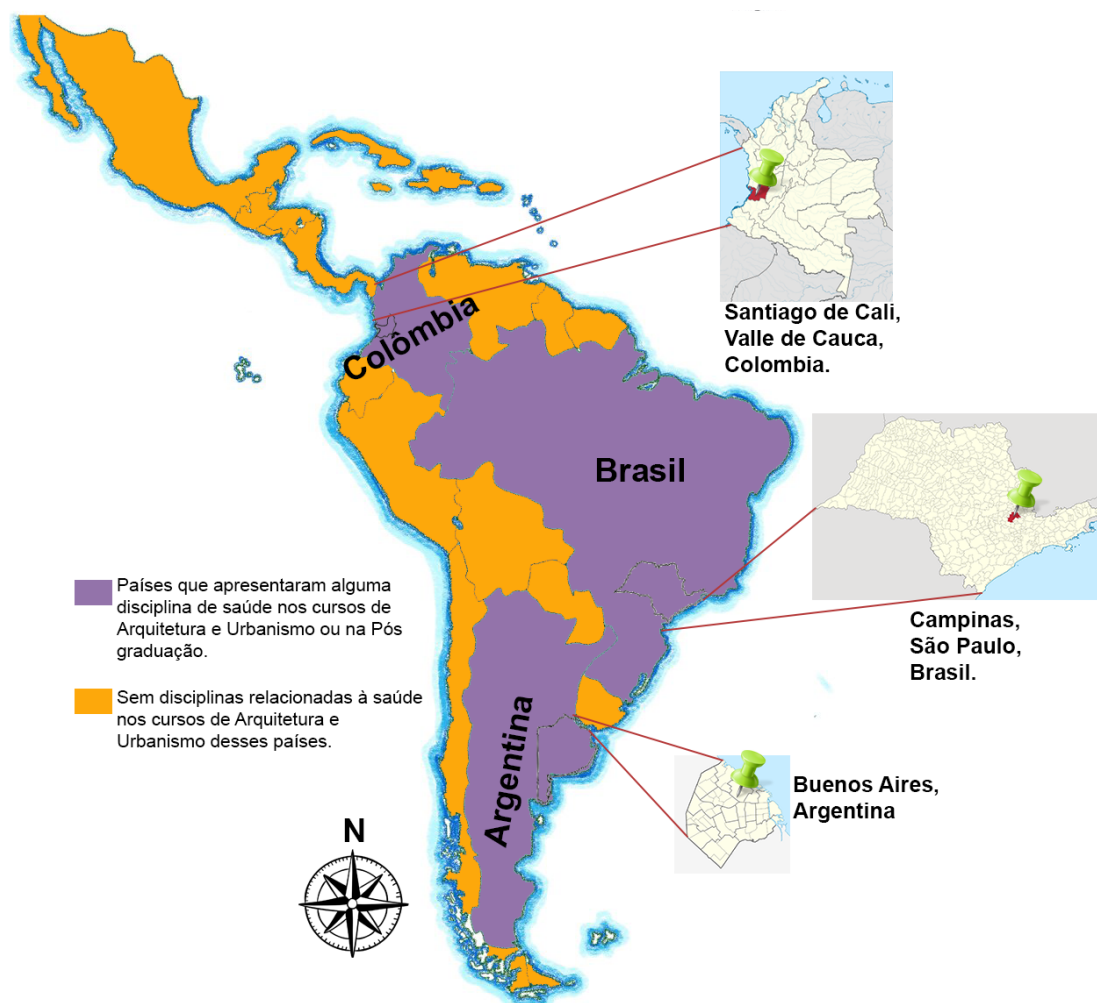 Santiago de Cali,
Valle de Cauca,
Colombia.
Colômbia
Brasil
Países que apresentaram alguma
disciplina de saúde nos cursos de
Arquitetura e Urbanismo ou na Pós
graduação.
Sem disciplinas relacionadas à saúde
nos cursos de Arquitetura e
Urbanismo desses países.
Campinas,
São Paulo,
Brasil.
Argentina
Buenos Aires,
Argentina
N